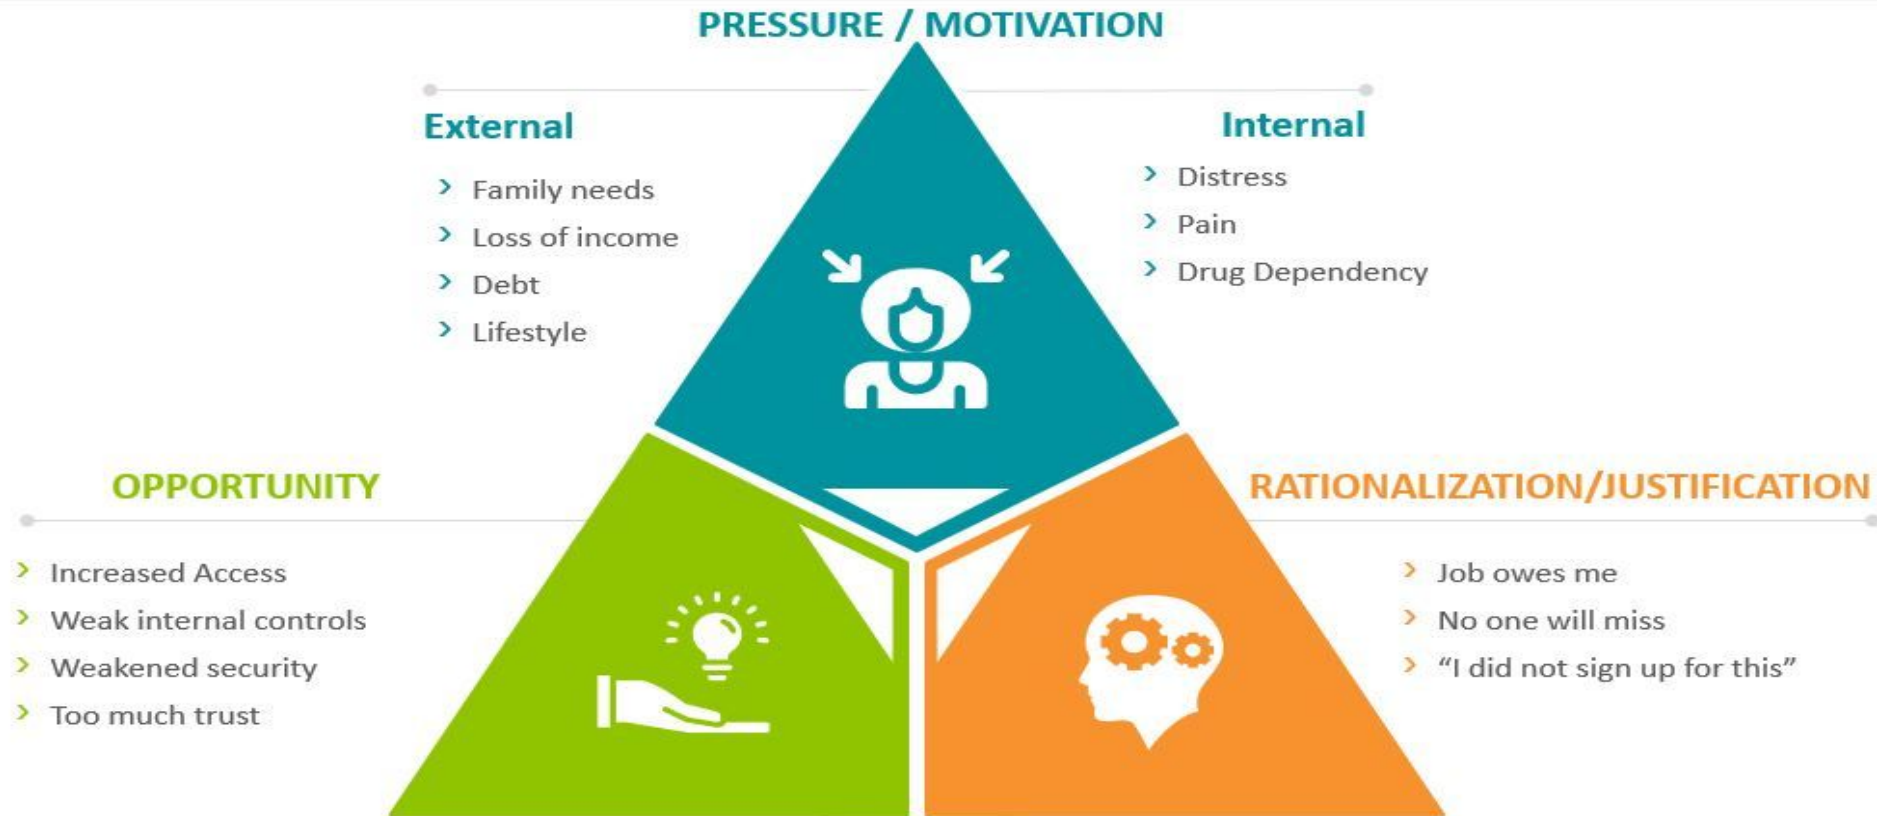 PRESSURE / MOTIVATION
External
Family needs
Loss of income
Debt
Lifestyle
Internal
Distress
Pain
Drug Dependency
OPPORTUNITY
Increased Access
Weak internal controls
Weakened security
Too much trust
RATIONALIZATION/JUSTIFICATION
Job owes me
No one will miss
“I did not sign up for this”